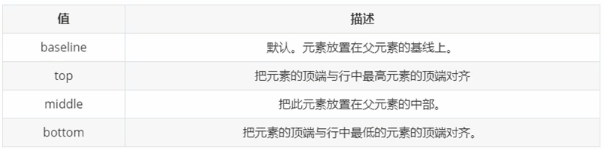 值 描述
baseline 默认。元素放置在父元素的基线上。
top 把元素的顶端与行中最高元素的顶端对齐
middle 把此元素放置在父元素的中部。
bottom 把元素的顶端与行中最低的元素的顶端对齐。